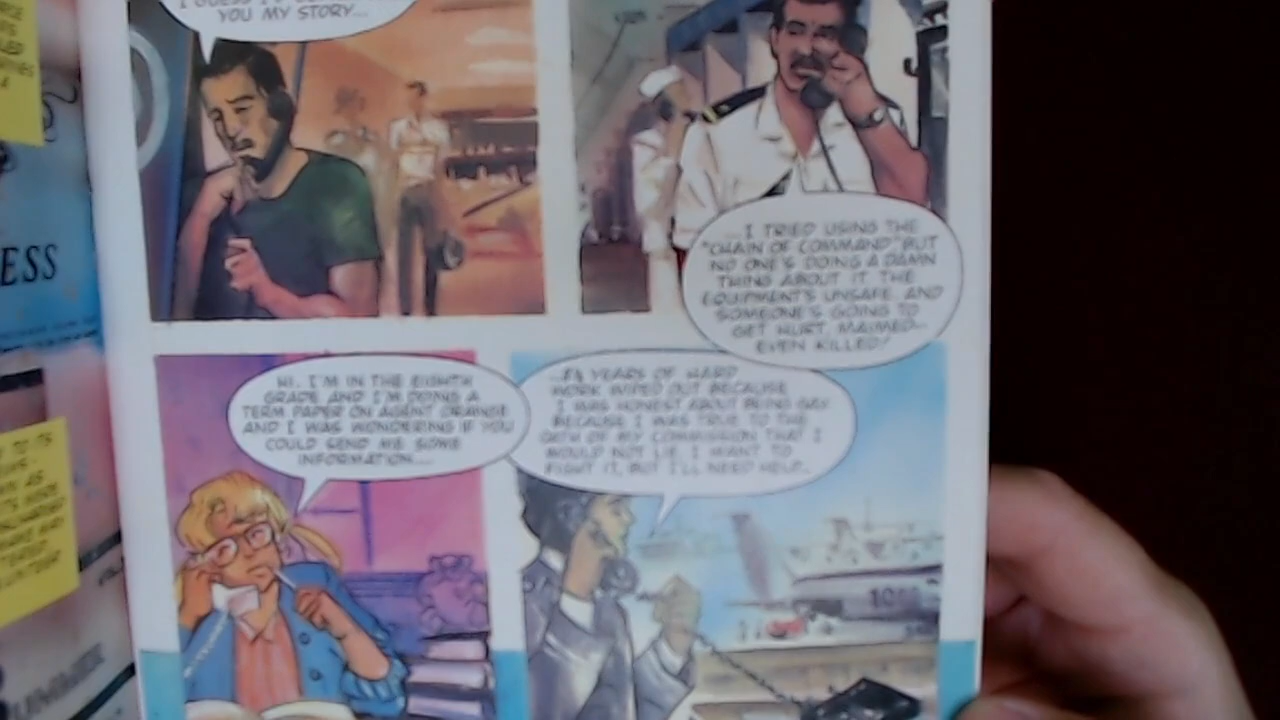 YOU MY STORY...
...I TRIED USING THE
"CHAIN OF COMMAND" BUT
NO ONE'S DOING A DAMN
THING ABOUT IT. THE
EQUIPMENT'S UNSAFE, AND
SOMEONE'S GOING TO
GET HURT, MAIMED...
EVEN KILLED!
HI. I'M IN THE EIGHTH
GRADE AND I'M DOING A
TERM PAPER ON AGENT ORANGE
AND I WAS WONDERING IF YOU
COULD SEND ME SOME
INFORMATION...
YEARS OF HARD
WORK WIPED OUT BECAUSE
I WAS HONEST ABOUT BEING GAY.
BECAUSE I WAS TRUE TO THE
OATH OF MY COMMISSION THAT I
WOULD NOT LIE. I WANT TO
FIGHT IT, BUT I'LL NEED HELP...
ESS